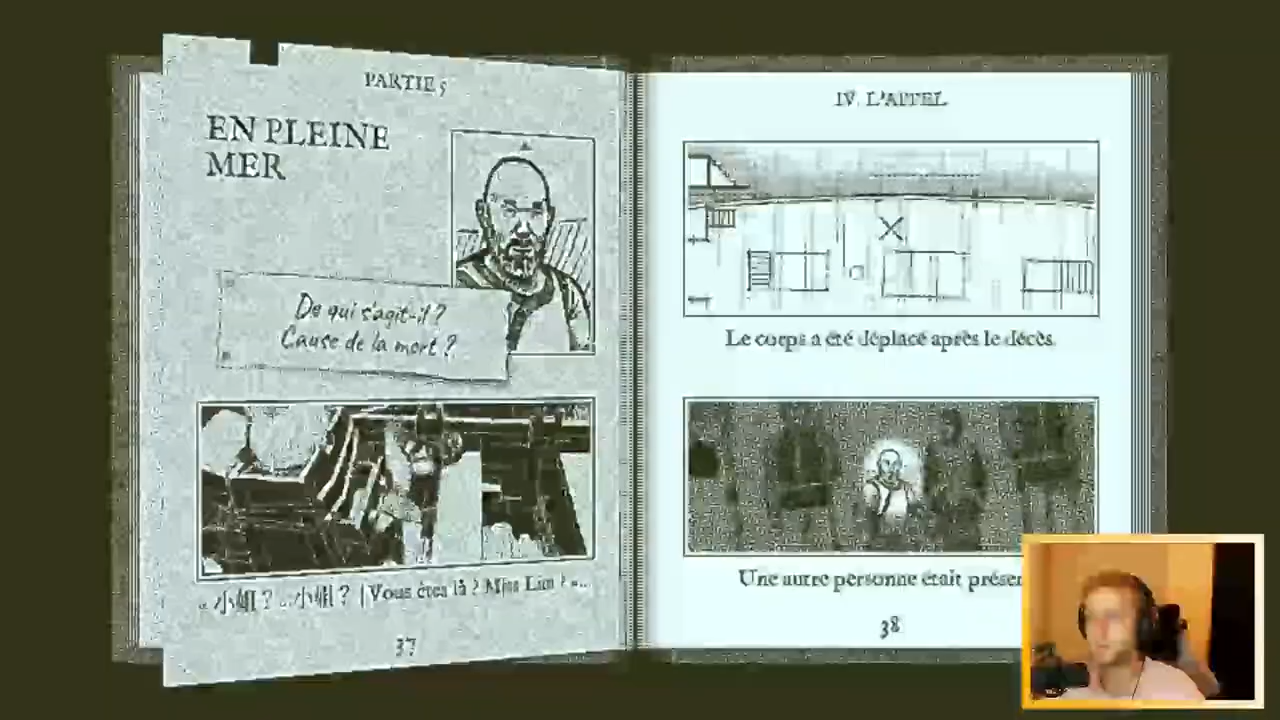 PARTIE 5
EN PLEINE
MER
De qui s'agit-il ?
Cause de la mort ?
« 小姐 ? ...小姐 ? | Vous êtes là ? Miss Lim ? »...
37
IV. L'APPEL
Le corps a été déplacé après le décès.
Une autre personne était
38